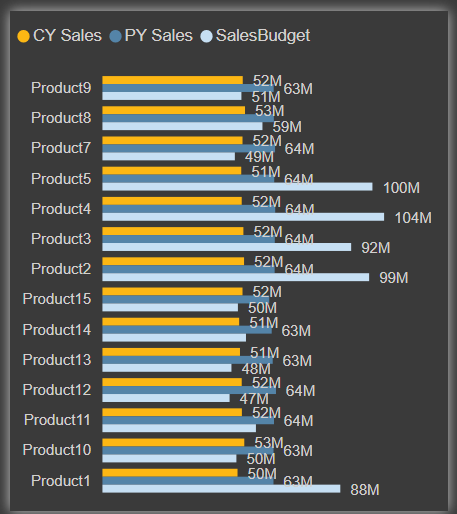 CY Sales PY Sales SalesBudget
Product9 52M 63M 51M
Product8 53M 59M
Product7 52M 64M 49M
Product5 51M 64M 100M
Product4 52M 64M 104M
Product3 52M 64M 92M
Product2 52M 64M 99M
Product15 52M 50M
Product14 51M 63M
Product13 51M 63M 48M
Product12 52M 64M 47M
Product11 52M 64M
Product10 53M 63M 50M
Product1 50M 63M 88M